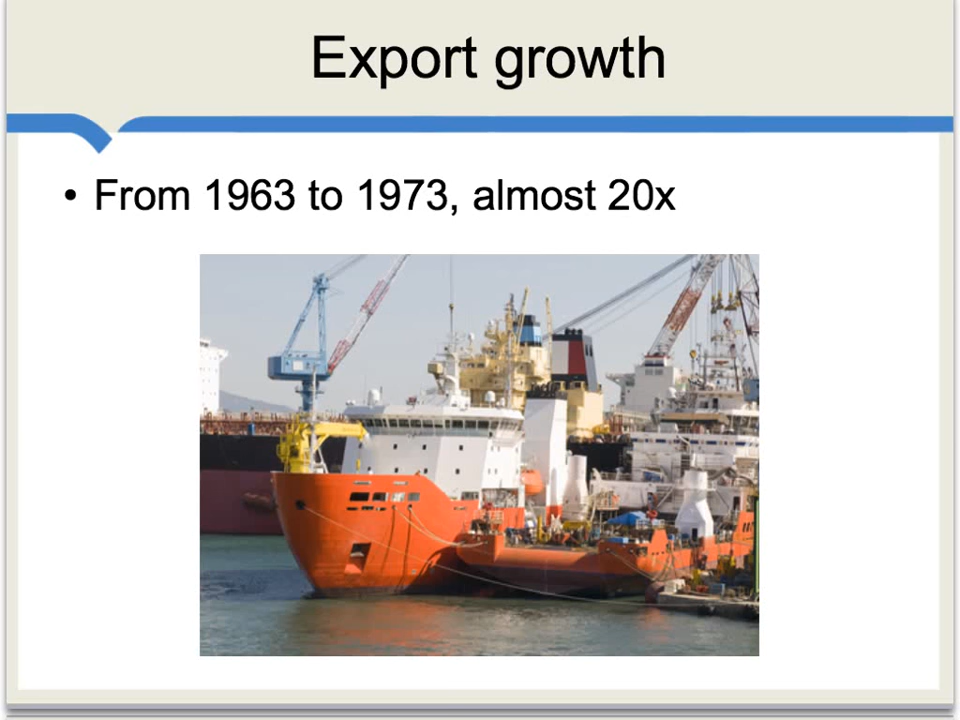 Export growth
• From 1963 to 1973, almost 20x